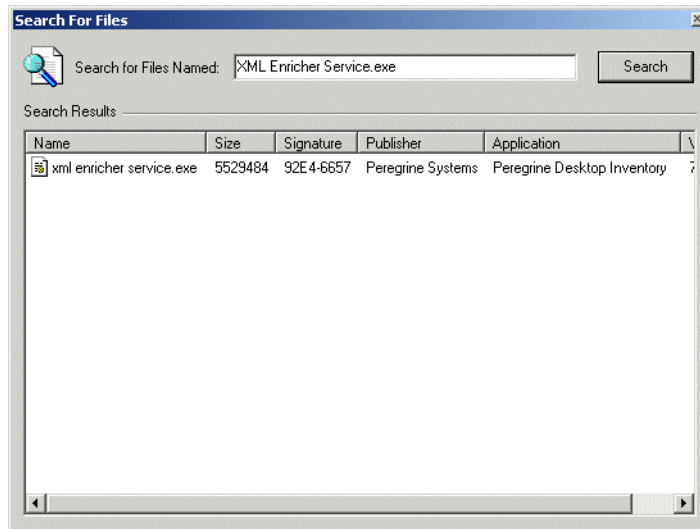 Search For Files
Search for Files Named: XML Enricher Service.exe Search
Search Results
Name Size Signature Publisher Application
xml enricher service.exe 5529484 92E4-6657 Peregrine Systems Peregrine Desktop Inventory